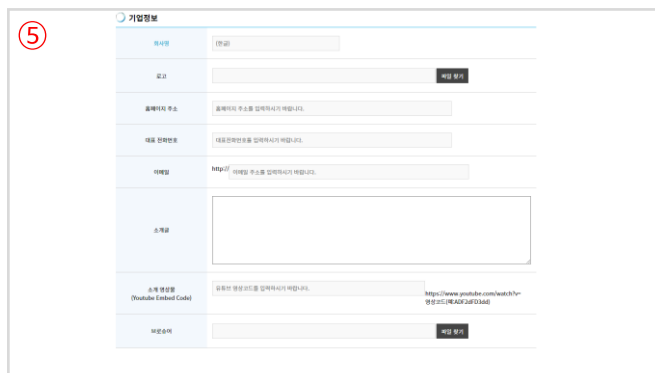 ⑤
기업정보
회사명 (한글)
로고 파일 찾기
홈페이지 주소 홈페이지 주소를 입력하시기 바랍니다.
대표 전화번호 대표전화번호를 입력하시기 바랍니다.
이메일 http:// 이메일 주소를 입력하시기 바랍니다.
소개글
소개 영상물 유튜브 영상코드를 입력하시기 바랍니다. https://www.youtube.com/watch?v=
(Youtube Embed Code) 영상코드(예:ADF2dFD3dd)
브로슈어 파일 찾기